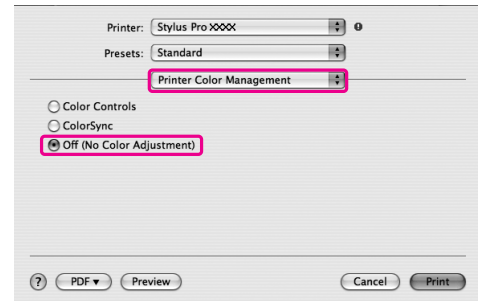 Printer: Stylus Pro XXXX
Presets: Standard
Printer Color Management
Color Controls
ColorSync
Off (No Color Adjustment)
? PDF ▼ Preview Cancel Print